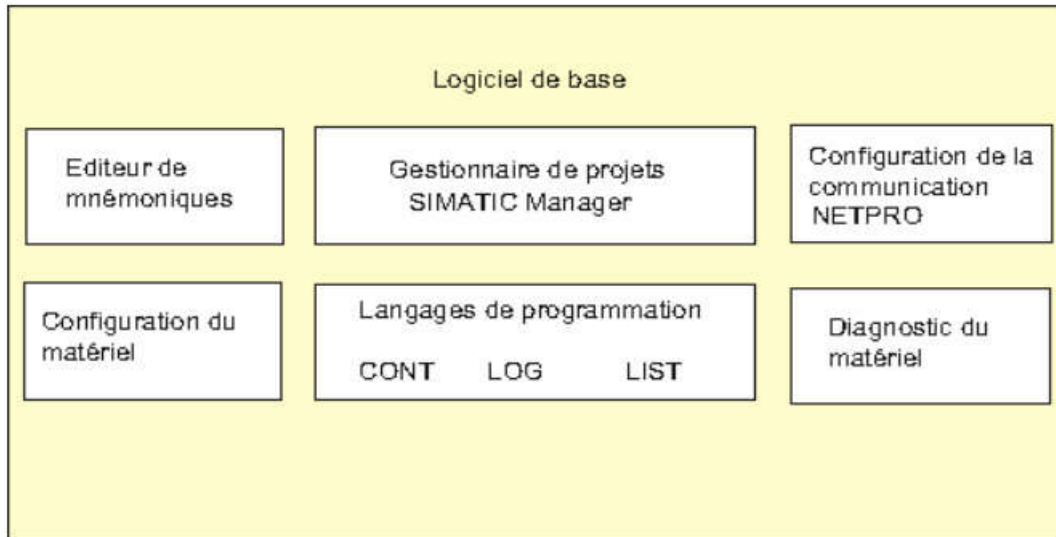 Logiciel de base
Editeur de
mnémoniques
Gestionnaire de projets
SIMATIC Manager
Configuration de la
communication
NETPRO
Configuration du
matériel
Langages de programmation
CONT LOG LIST
Diagnostic du
matériel